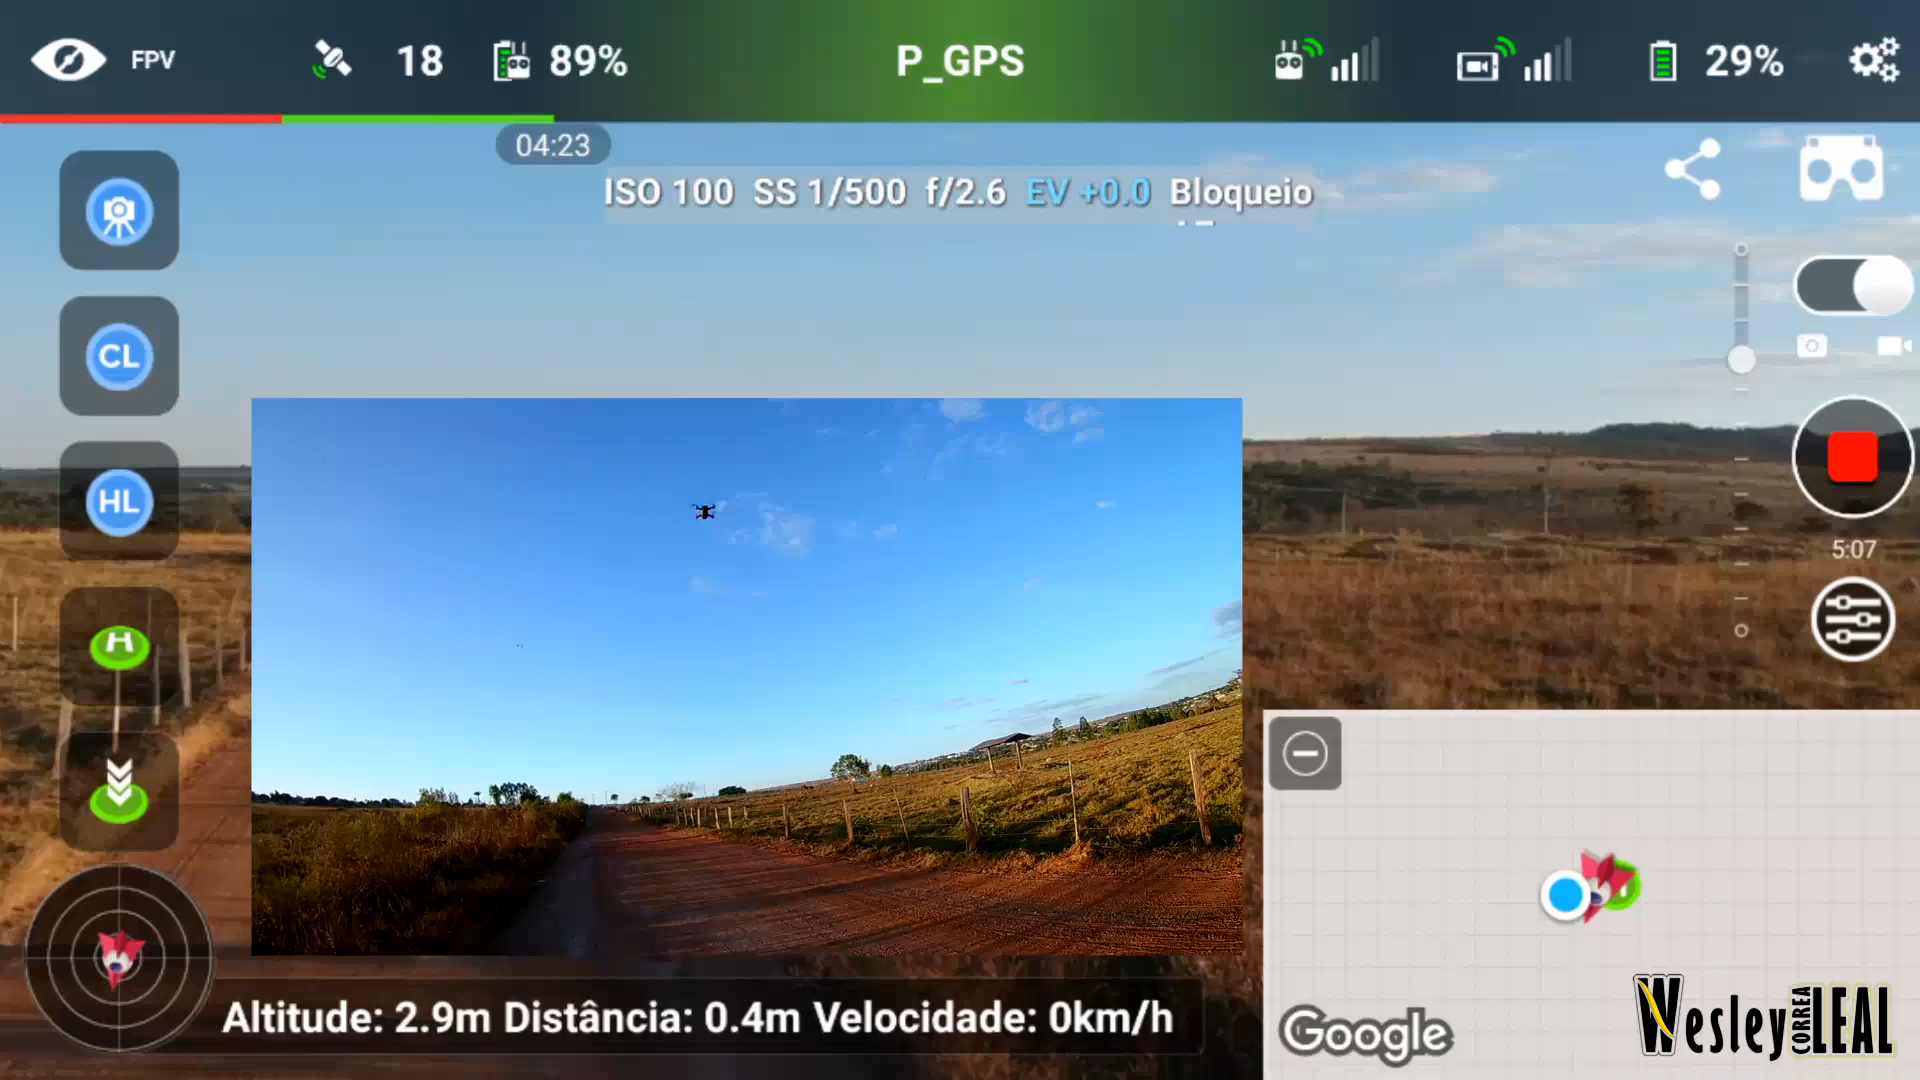 FPV 18 89% P_GPS 29%
04:23
ISO 100 SS 1/500 f/2.6 EV +0.0 Bloqueio
CL
HL
H
5:07
Altitude: 2.9m Distância: 0.4m Velocidade: 0km/h
Google
Wesley CORREA LEAL